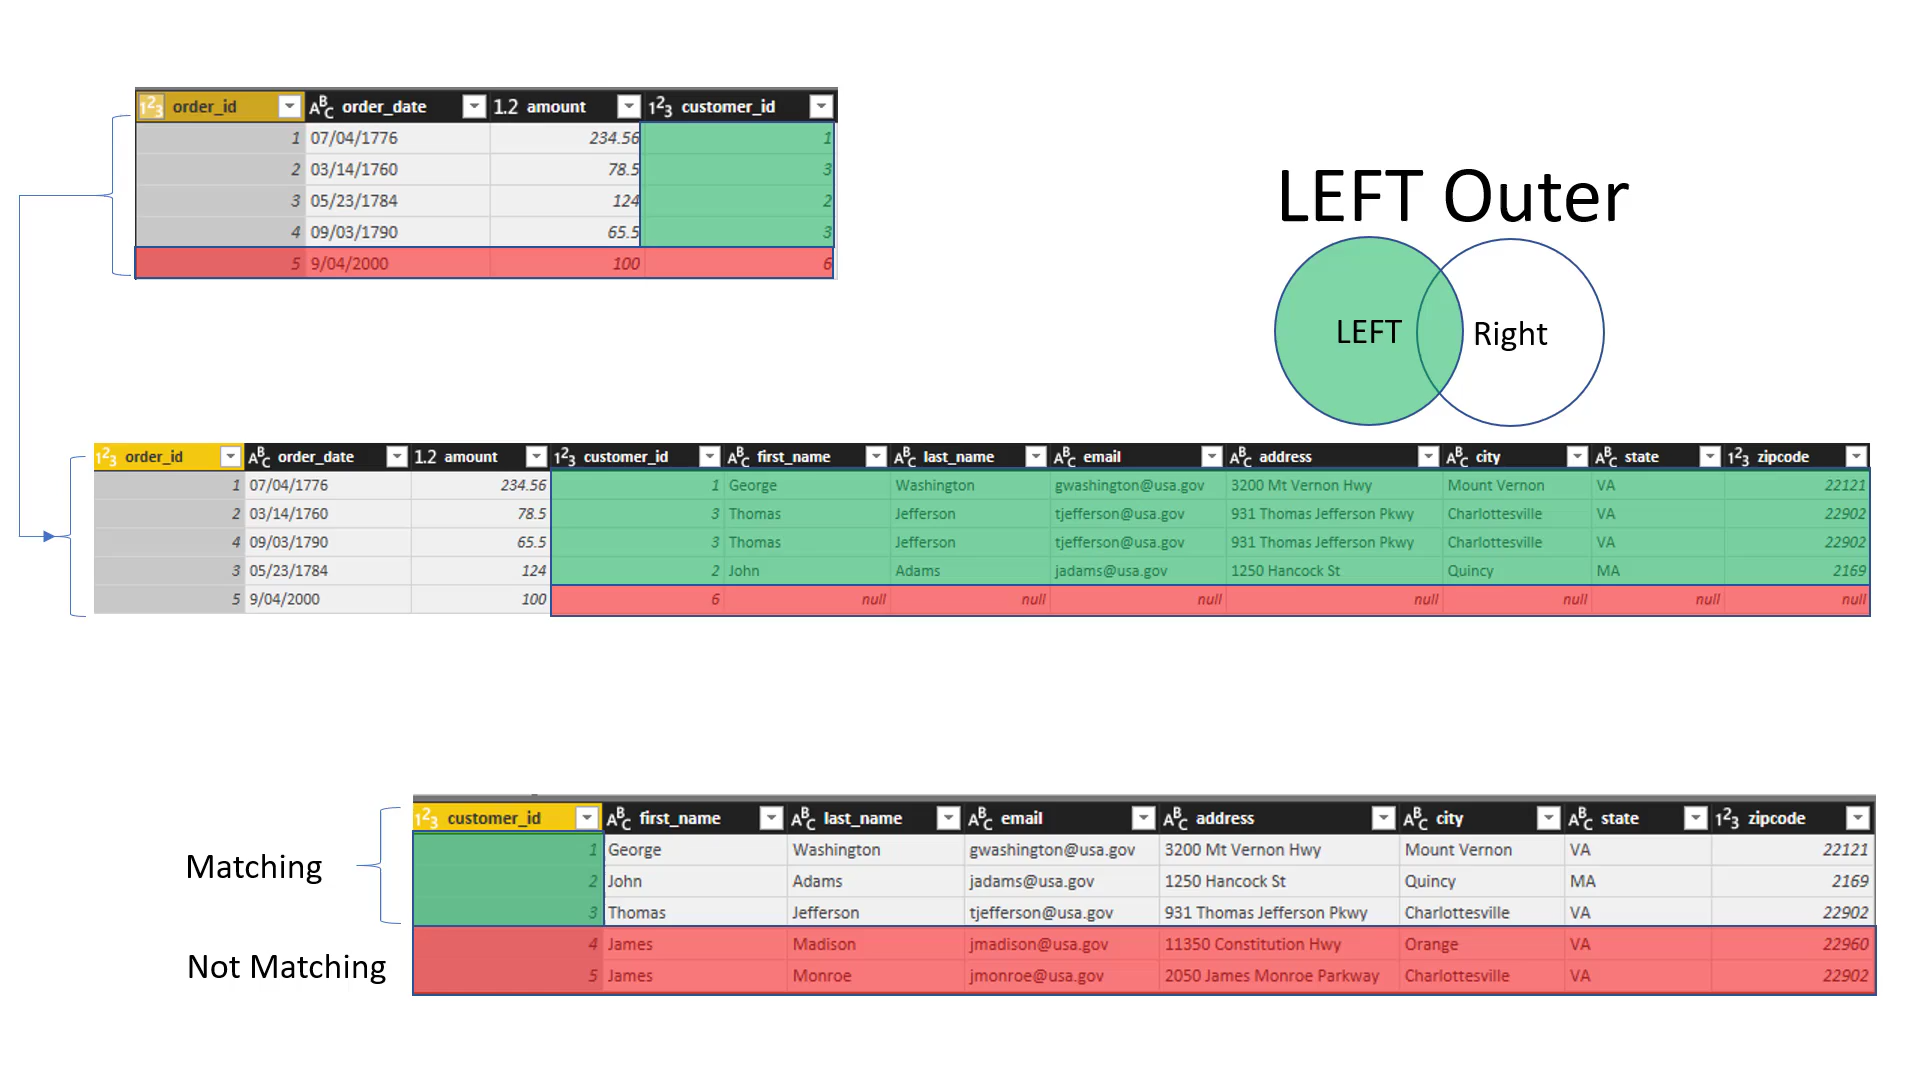 order_id order_date amount customer_id
1 07/04/1776 234.56 1
2 03/14/1760 78.5 3
3 05/23/1784 124 2
4 09/03/1790 65.5 3
5 9/04/2000 100 6
LEFT Outer
LEFT Right
order_id order_date amount customer_id first_name last_name email address city state zipcode
1 07/04/1776 234.56 1 George Washington gwashington@usa.gov 3200 Mt Vernon Hwy Mount Vernon VA 22121
2 03/14/1760 78.5 3 Thomas Jefferson tjefferson@usa.gov 931 Thomas Jefferson Pkwy Charlottesville VA 22902
4 09/03/1790 65.5 3 Thomas Jefferson tjefferson@usa.gov 931 Thomas Jefferson Pkwy Charlottesville VA 22902
3 05/23/1784 124 2 John Adams jadams@usa.gov 1250 Hancock St Quincy MA 2169
5 9/04/2000 100 6 null null null null null null null
customer_id first_name last_name email address city state zipcode
1 George Washington gwashington@usa.gov 3200 Mt Vernon Hwy Mount Vernon VA 22121
2 John Adams jadams@usa.gov 1250 Hancock St Quincy MA 2169
3 Thomas Jefferson tjefferson@usa.gov 931 Thomas Jefferson Pkwy Charlottesville VA 22902
4 James Madison jmadison@usa.gov 11350 Constitution Hwy Orange VA 22960
5 James Monroe jmonroe@usa.gov 2050 James Monroe Parkway Charlottesville VA 22902
Matching
Not Matching